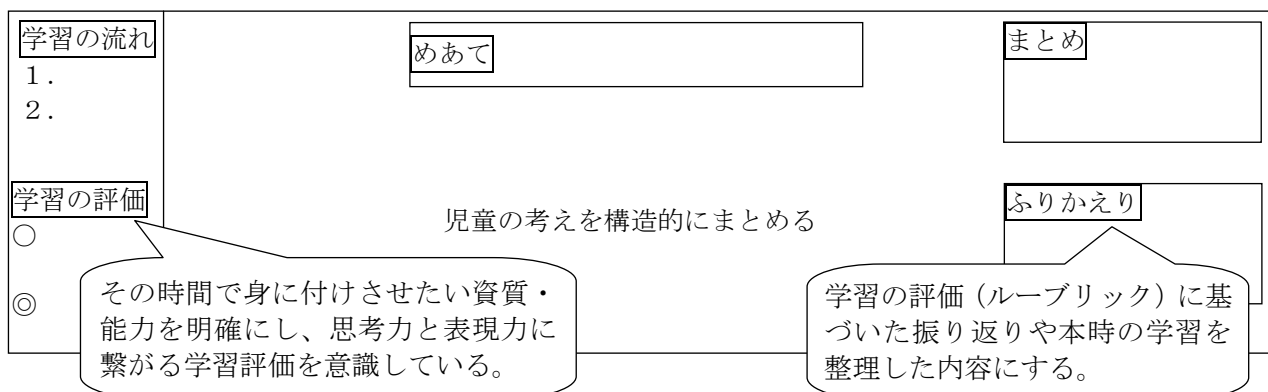 学習の流れ
１．
２．
学習の評価
○
◎
その時間で身に付けさせたい資質・
能力を明確にし、思考力と表現力に
繋がる学習評価を意識している。
めあて
児童の考えを構造的にまとめる
まとめ
ふりかえり
学習の評価（ルーブリック）に基
づいた振り返りや本時の学習を
整理した内容にする。